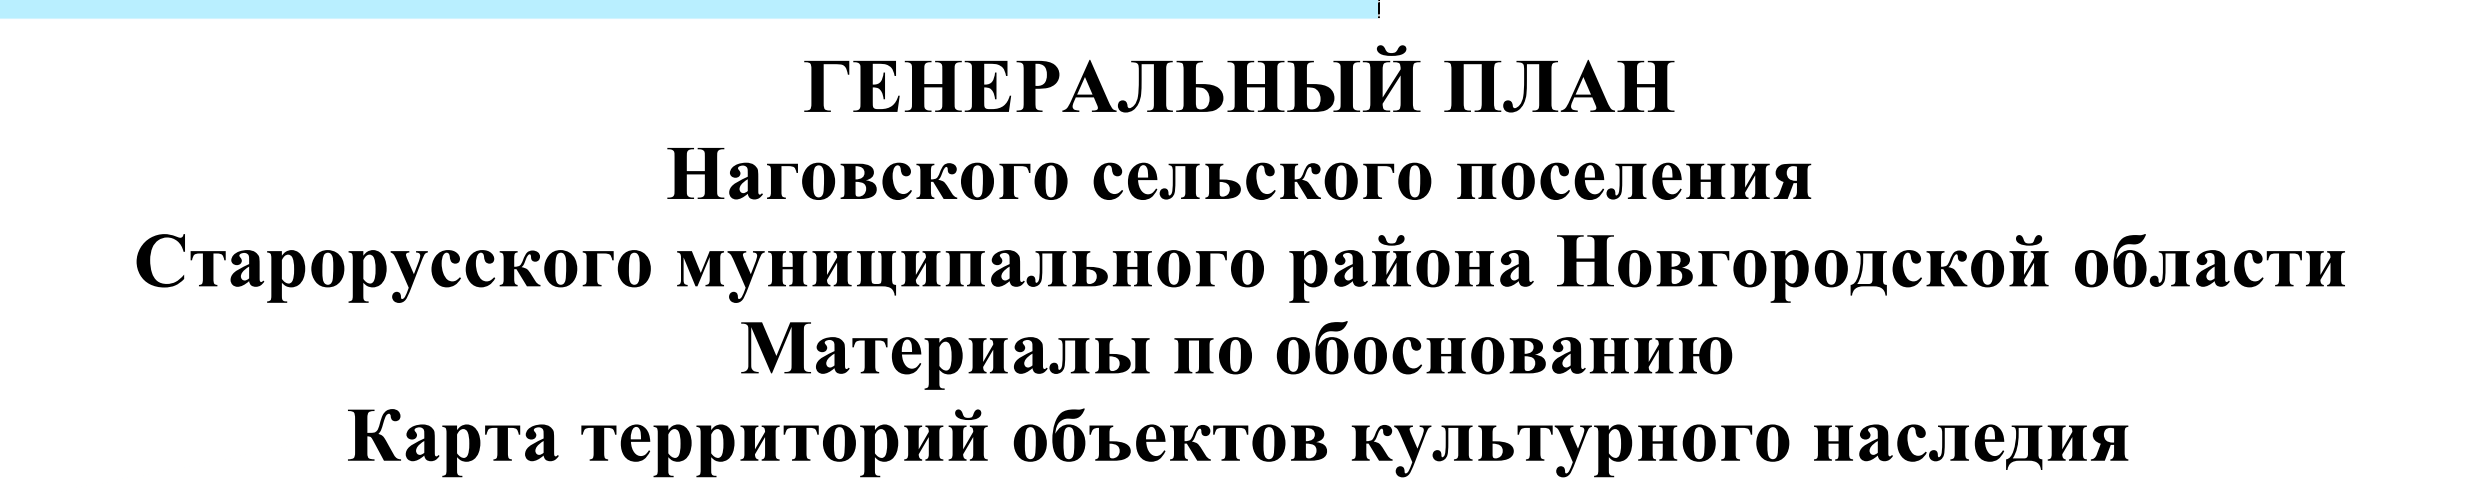 ГЕНЕРАЛЬНЫЙ ПЛАН
Наговского сельского поселения
Старорусского муниципального района Новгородской области
Материалы по обоснованию
Карта территорий объектов культурного наследия